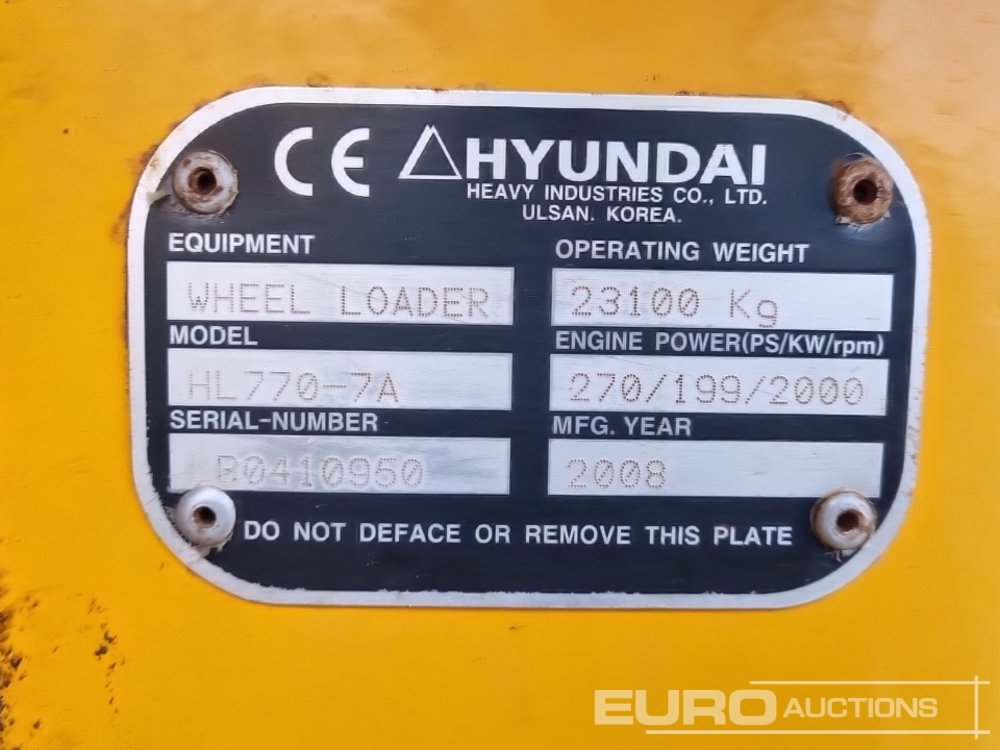 CE HYUNDAI
HEAVY INDUSTRIES CO., LTD.
ULSAN. KOREA.
EQUIPMENT OPERATING WEIGHT
WHEEL LOADER 23100 Kg
MODEL ENGINE POWER(PS/KW/rpm)
HL770-7A 270/199/2000
SERIAL-NUMBER MFG. YEAR
LB0410950 2008
DO NOT DEFACE OR REMOVE THIS PLATE
EURO AUCTIONS